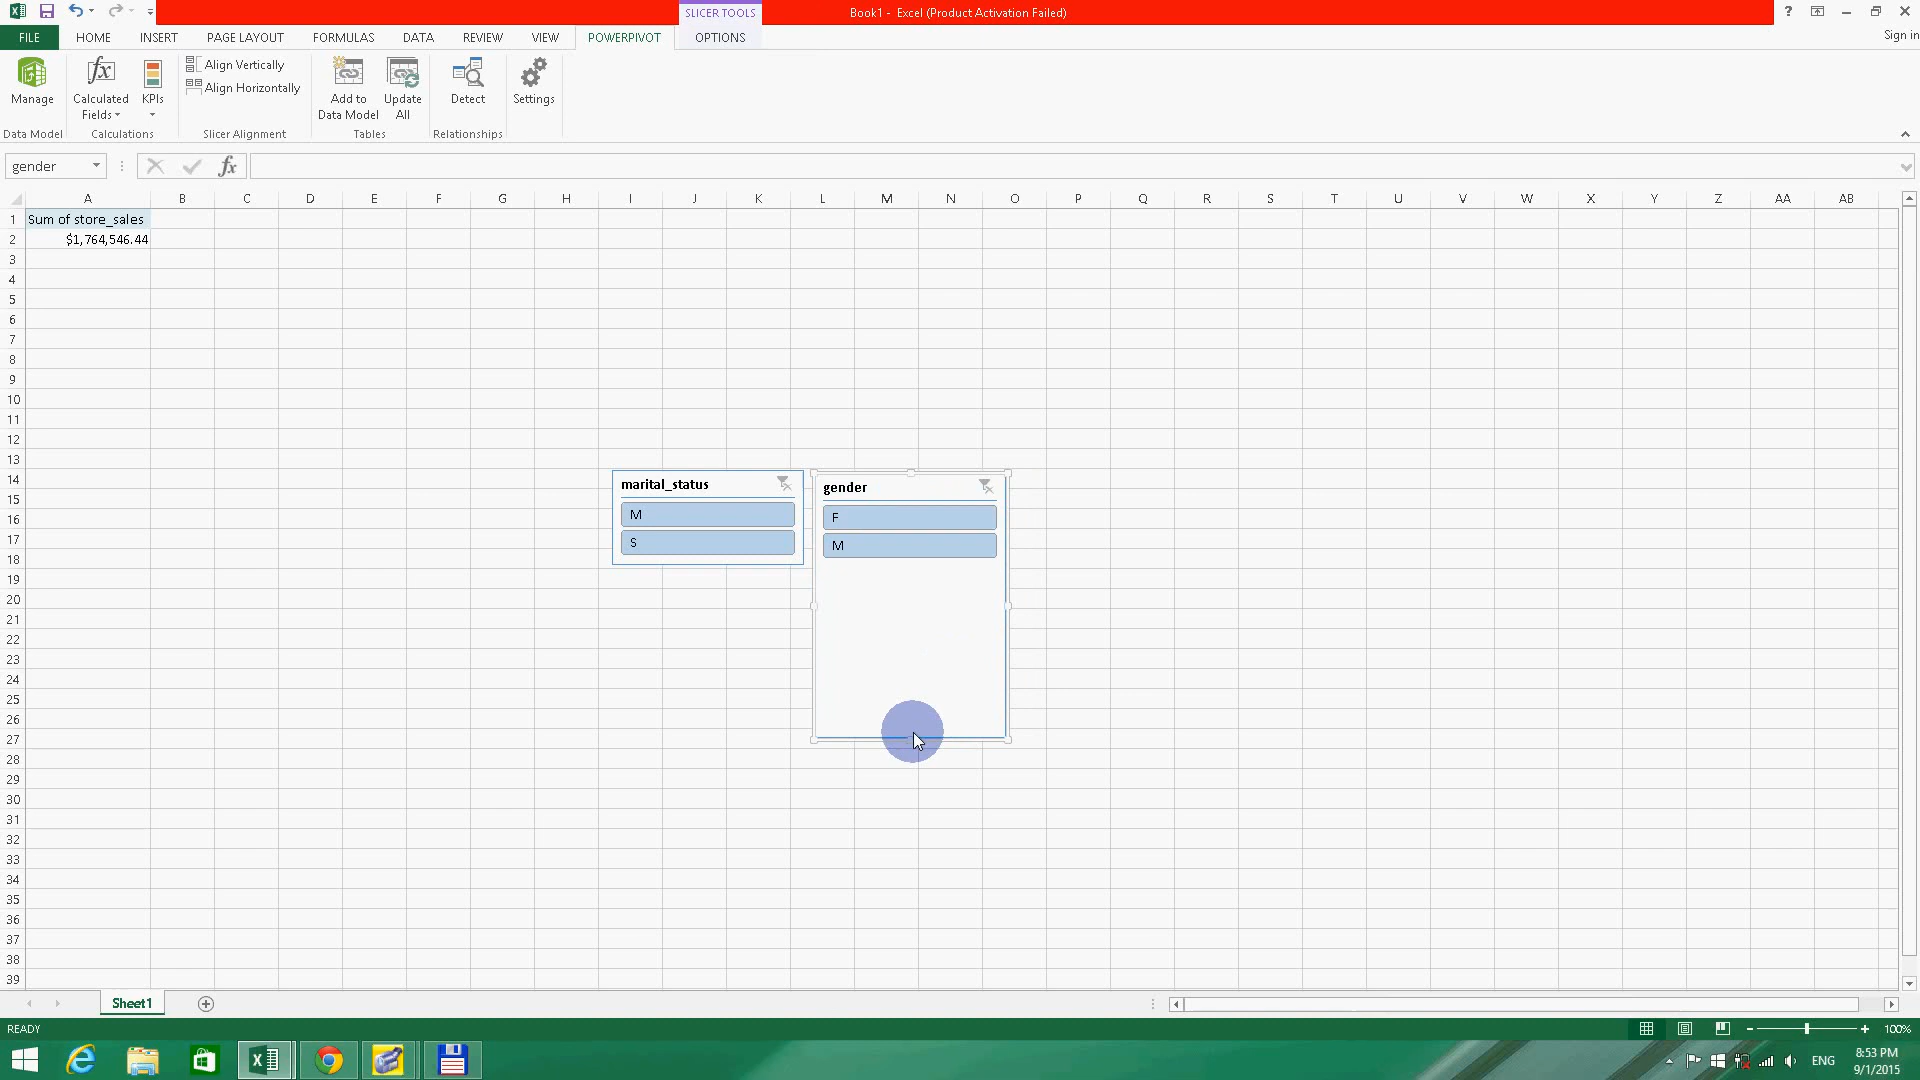 SLICER TOOLS
Book1 - Excel (Product Activation Failed)
?
FILE HOME INSERT PAGE LAYOUT FORMULAS DATA REVIEW VIEW POWERPIVOT OPTIONS Sign in
Manage
Calculated Fields
KPIs
Align Vertically
Align Horizontally
Add to Data Model
Update All
Detect
Settings
Data Model Calculations Slicer Alignment Tables Relationships
gender fx
A B C D E F G H I J K L M N O P Q R S T U V W X Y Z AA AB
1 Sum of store_sales
2 $1,764,546.44
3
4
5
6
7
8
9
10
11
12
13
14
15
16
17
18
19
20
21
22
23
24
25
26
27
28
29
30
31
32
33
34
35
36
37
38
39
marital_status
M
S
gender
F
M
Sheet1
READY 100%
ENG
8:53 PM
9/1/2015